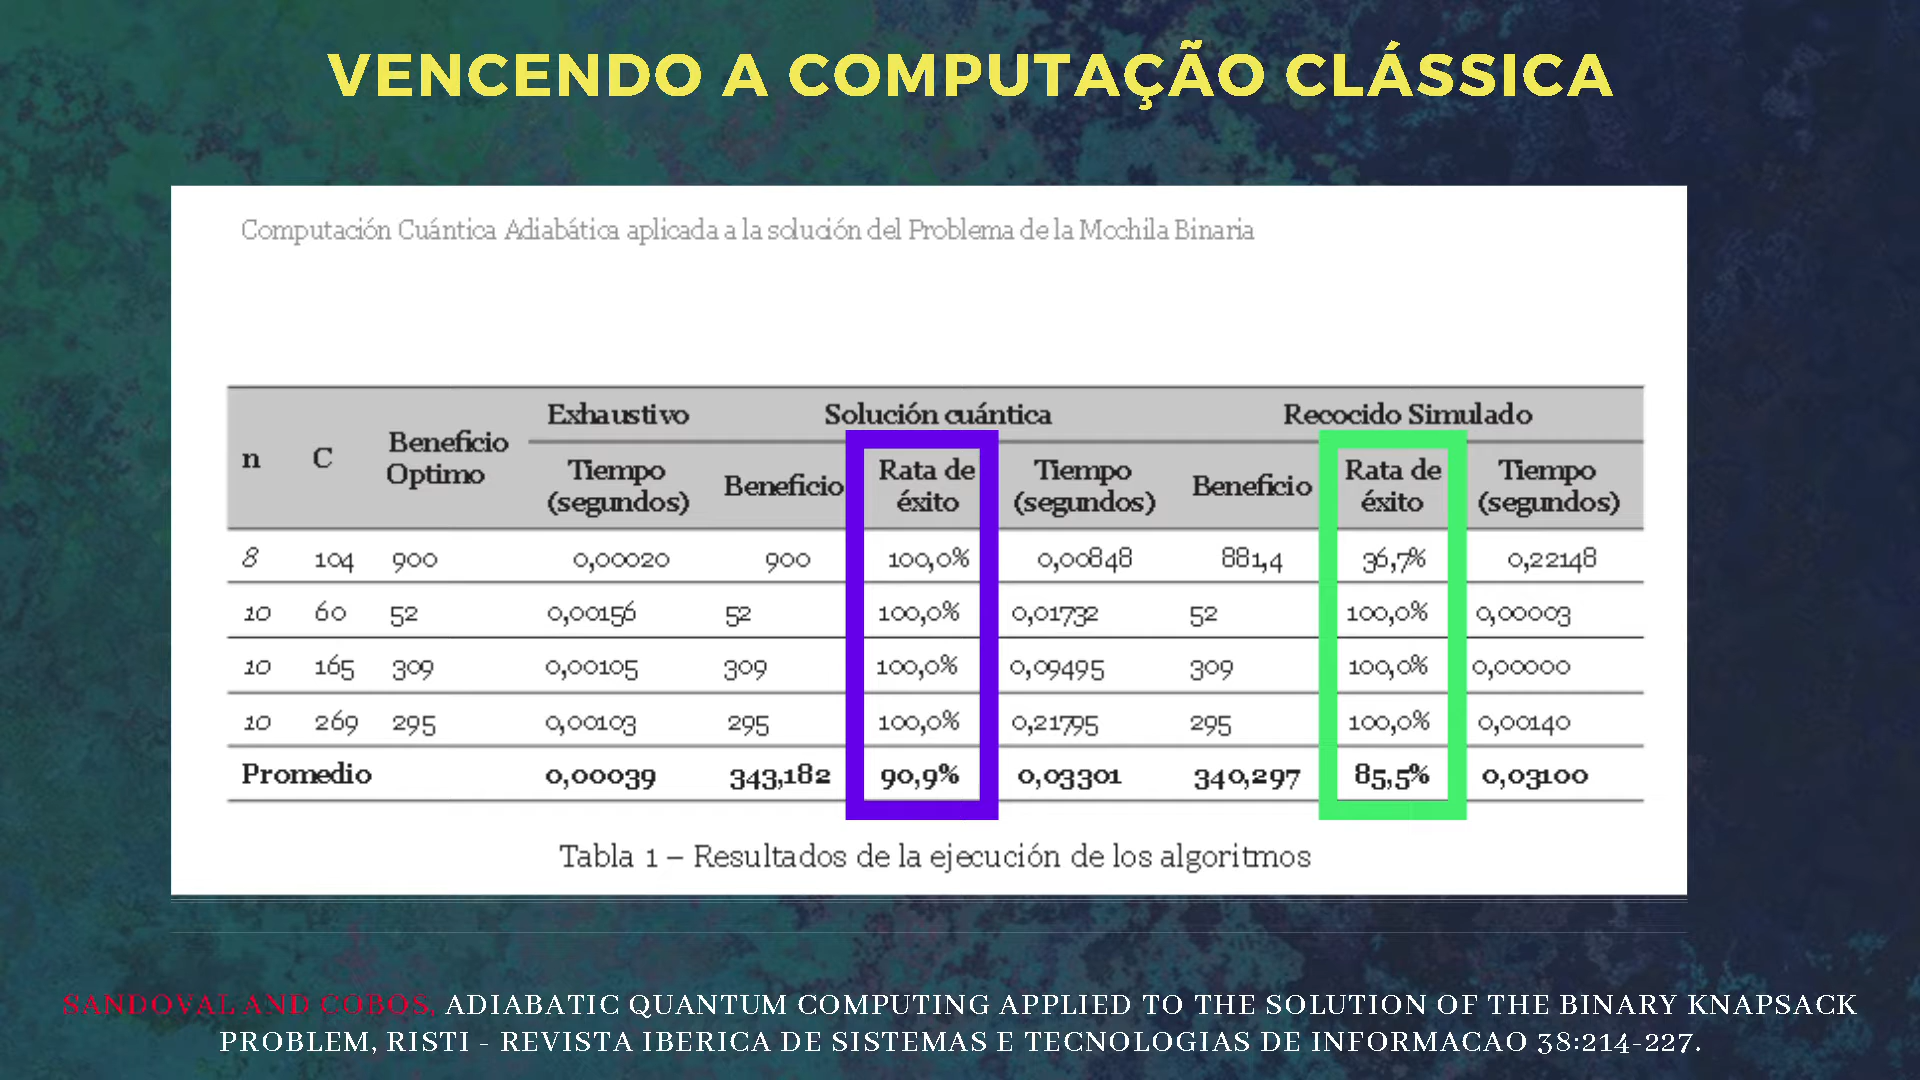 VENCENDO A COMPUTAÇÃO CLÁSSICA
Computación Cuántica Adiabática aplicada a la solución del Problema de la Mochila Binaria
n C Beneficio Optimo Exhaustivo Solución cuántica Recocido Simulado
Tiempo (segundos) Beneficio Rata de éxito Tiempo (segundos) Beneficio Rata de éxito Tiempo (segundos)
8 104 900 0,00020 900 100,0% 0,00848 881,4 36,7% 0,22148
10 60 52 0,00156 52 100,0% 0,01732 52 100,0% 0,00003
10 165 309 0,00105 309 100,0% 0,09495 309 100,0% 0,00000
10 269 295 0,00103 295 100,0% 0,21795 295 100,0% 0,00140
Promedio 0,00039 343,182 90,9% 0,03301 340,297 85,5% 0,03100
Tabla 1 – Resultados de la ejecución de los algoritmos
SANDOVAL AND COBOS, ADIABATIC QUANTUM COMPUTING APPLIED TO THE SOLUTION OF THE BINARY KNAPSACK
PROBLEM, RISTI - REVISTA IBERICA DE SISTEMAS E TECNOLOGIAS DE INFORMACAO 38:214-227.